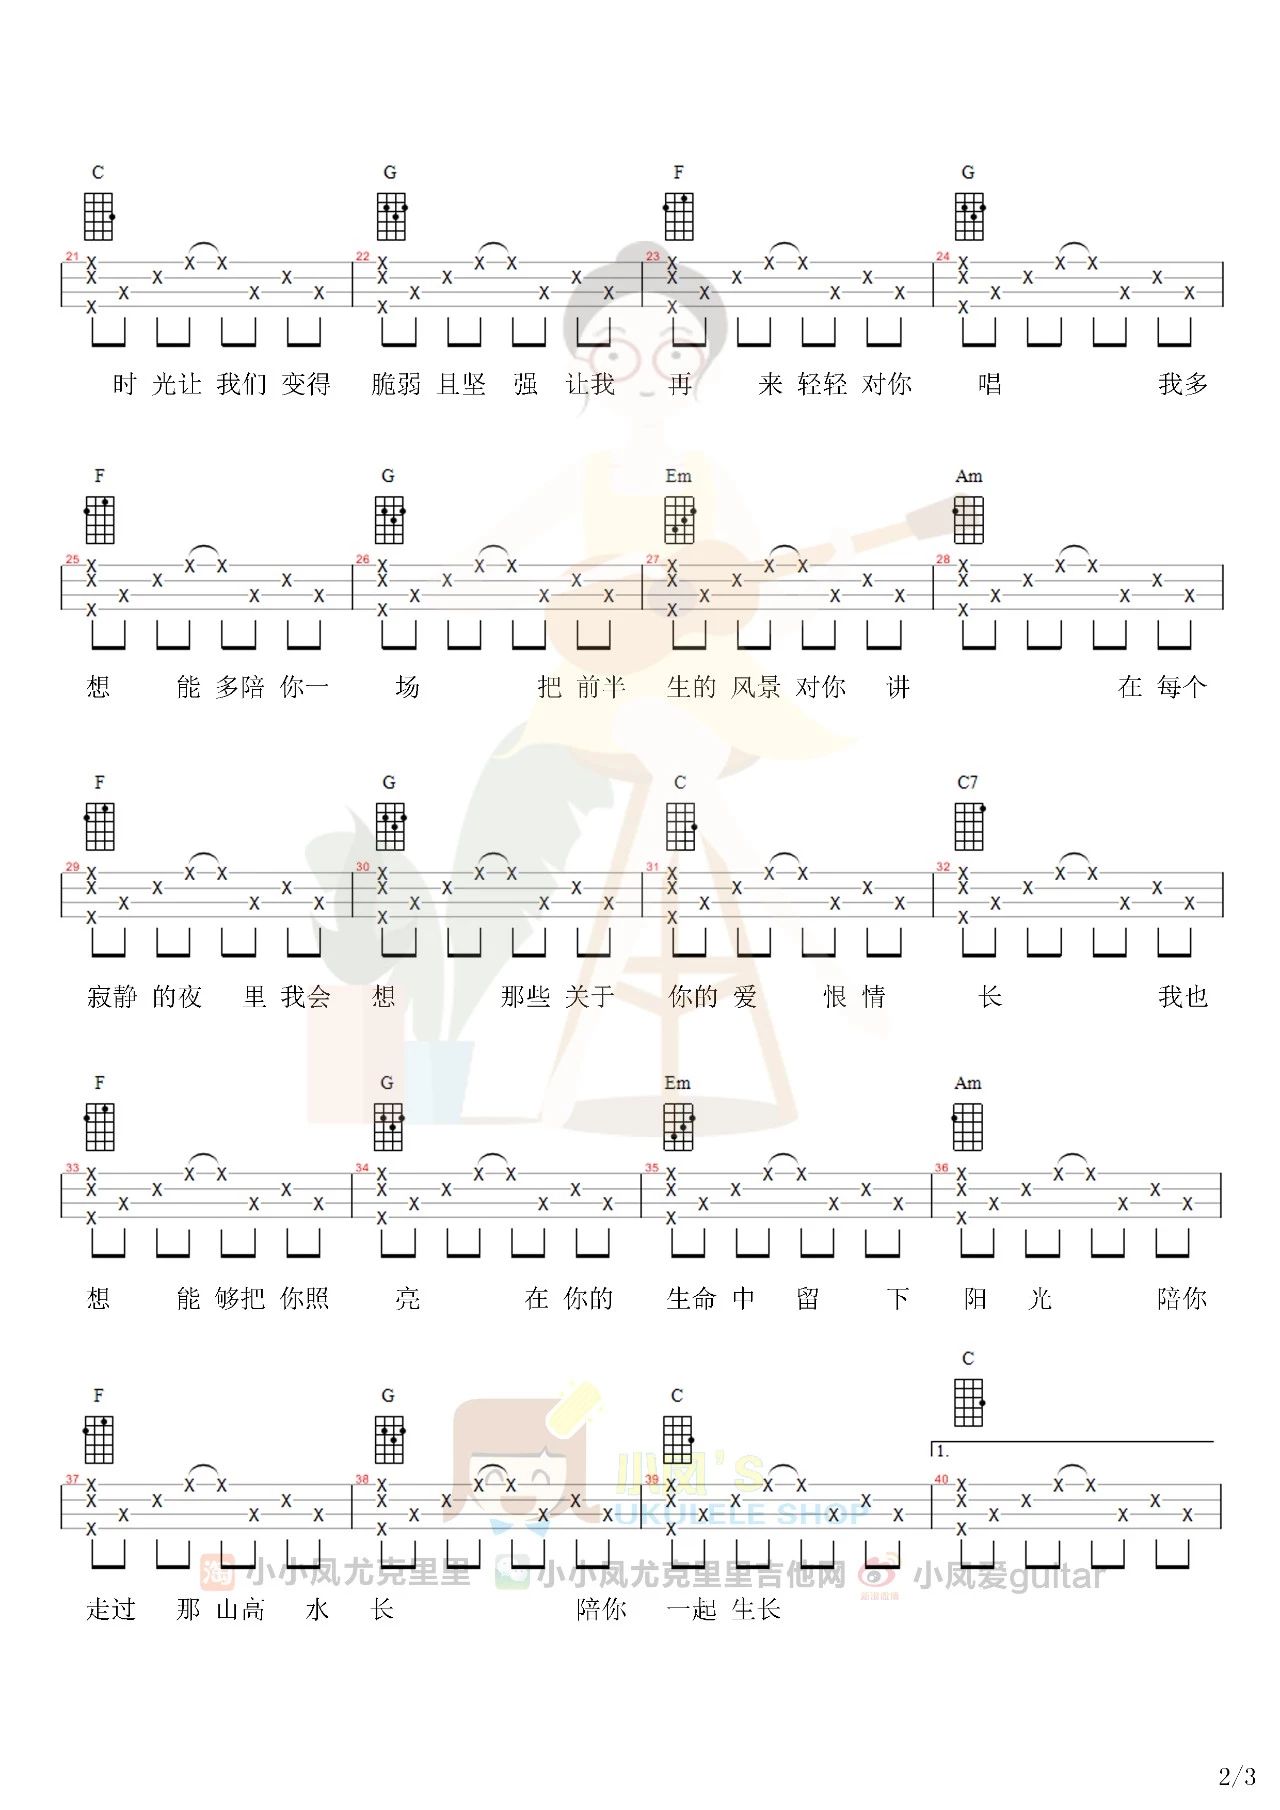 C G F G
21 22 23 24
时 光让 我们 变得 脆弱 且坚 强 让我 再 来 轻轻 对你 唱 我多
F G Em Am
25 26 27 28
想 能 多陪 你一 场 把 前半 生的 风景 对你 讲 在 每个
F G C C7
29 30 31 32
寂静 的夜 里 我会 想 那些 关于 你的 爱 恨 情 长 我也
F G Em Am
33 34 35 36
想 能 够把 你照 亮 在 你的 生命 中 留 下 阳 光 陪你
F G C C
1.
37 38 39 40
小凤's
UKULELE SHOP
淘 小小凤尤克里里 小小凤尤克里里吉他网 新浪微博 小凤爱guitar
走过 那 山高 水 长 陪你 一起 生长
2/3